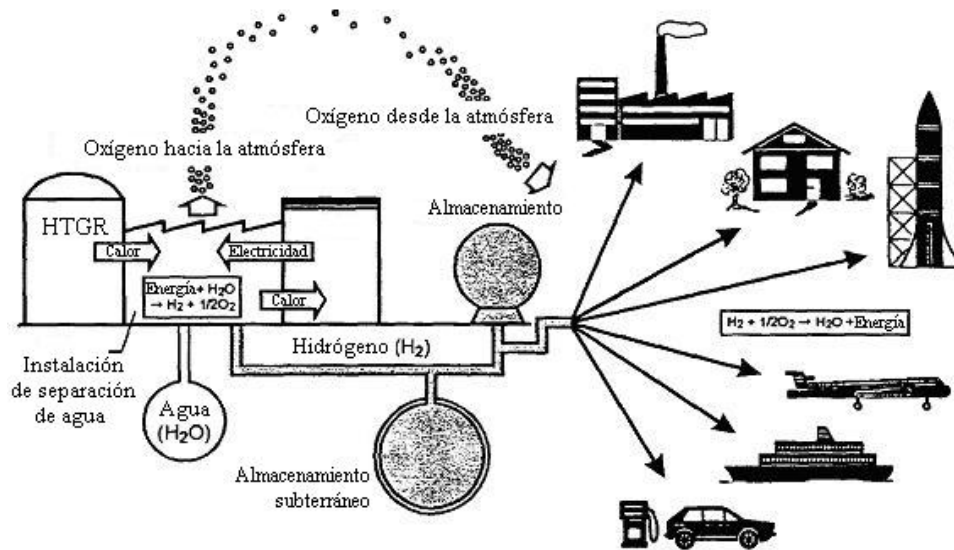 Oxígeno desde la atmósfera
Oxígeno hacia la atmósfera
Almacenamiento
HTGR
Calor
Electricidad
Energía + H₂O
→ H₂ + 1/2O₂
Calor
H₂ + 1/2O₂ → H₂O + Energía
Instalación
de separación
de agua
Hidrógeno (H₂)
Agua
(H₂O)
Almacenamiento
subterráneo